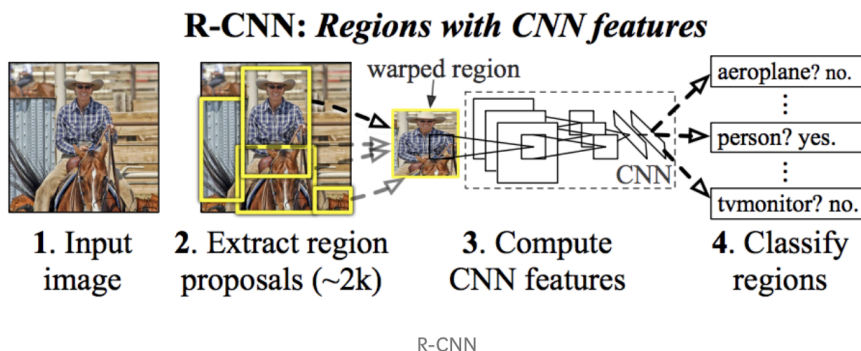 R-CNN: Regions with CNN features
warped region
aeroplane? no.
person? yes.
tvmonitor? no.
CNN
1. Input
image
2. Extract region
proposals (~2k)
3. Compute
CNN features
4. Classify
regions
R-CNN